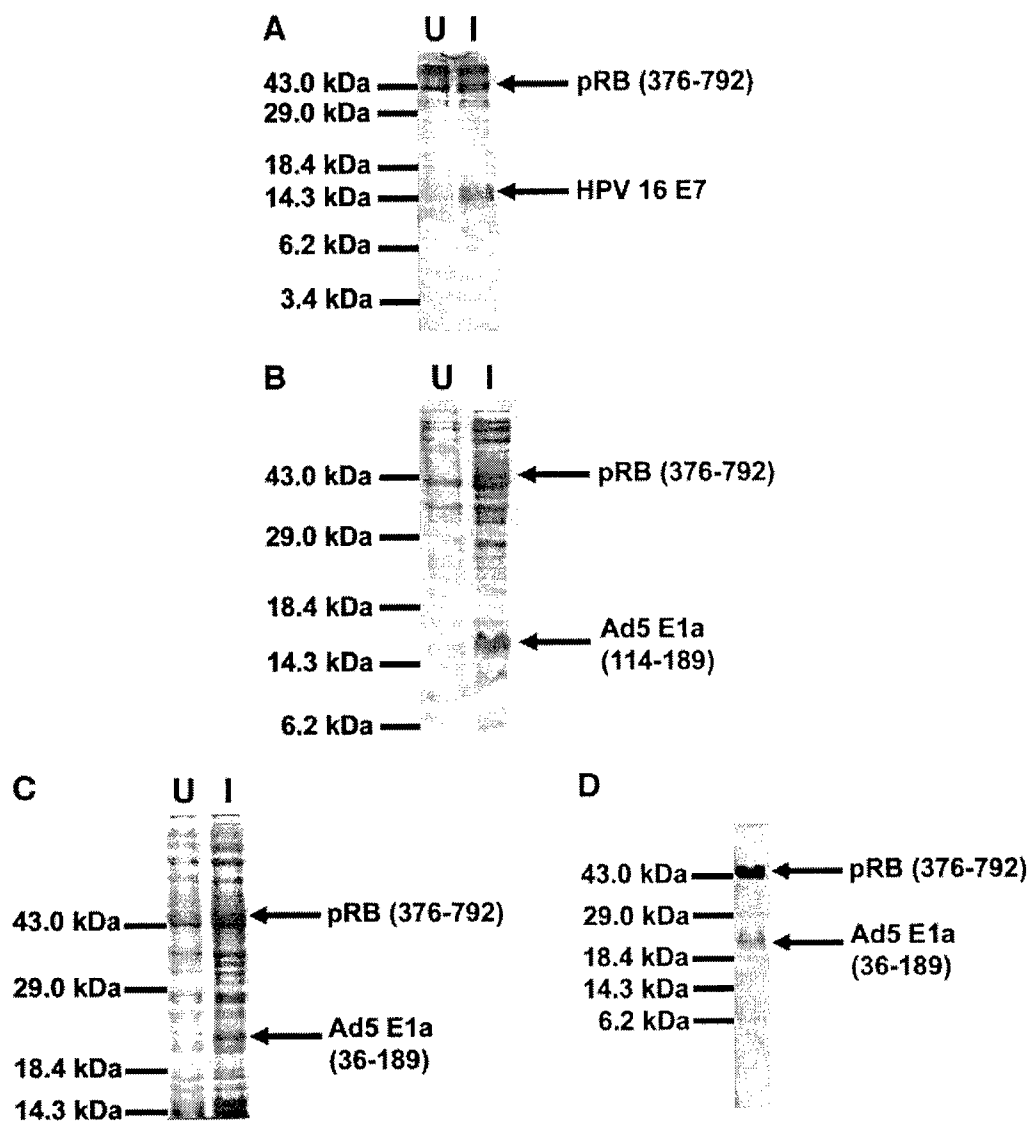 A
U I
43.0 kDa
pRB (376-792)
29.0 kDa
18.4 kDa
14.3 kDa
HPV 16 E7
6.2 kDa
3.4 kDa
B
U I
43.0 kDa
pRB (376-792)
29.0 kDa
18.4 kDa
Ad5 E1a
(114-189)
14.3 kDa
6.2 kDa
C
U I
43.0 kDa
pRB (376-792)
29.0 kDa
Ad5 E1a
(36-189)
18.4 kDa
14.3 kDa
D
43.0 kDa
pRB (376-792)
29.0 kDa
Ad5 E1a
(36-189)
18.4 kDa
14.3 kDa
6.2 kDa